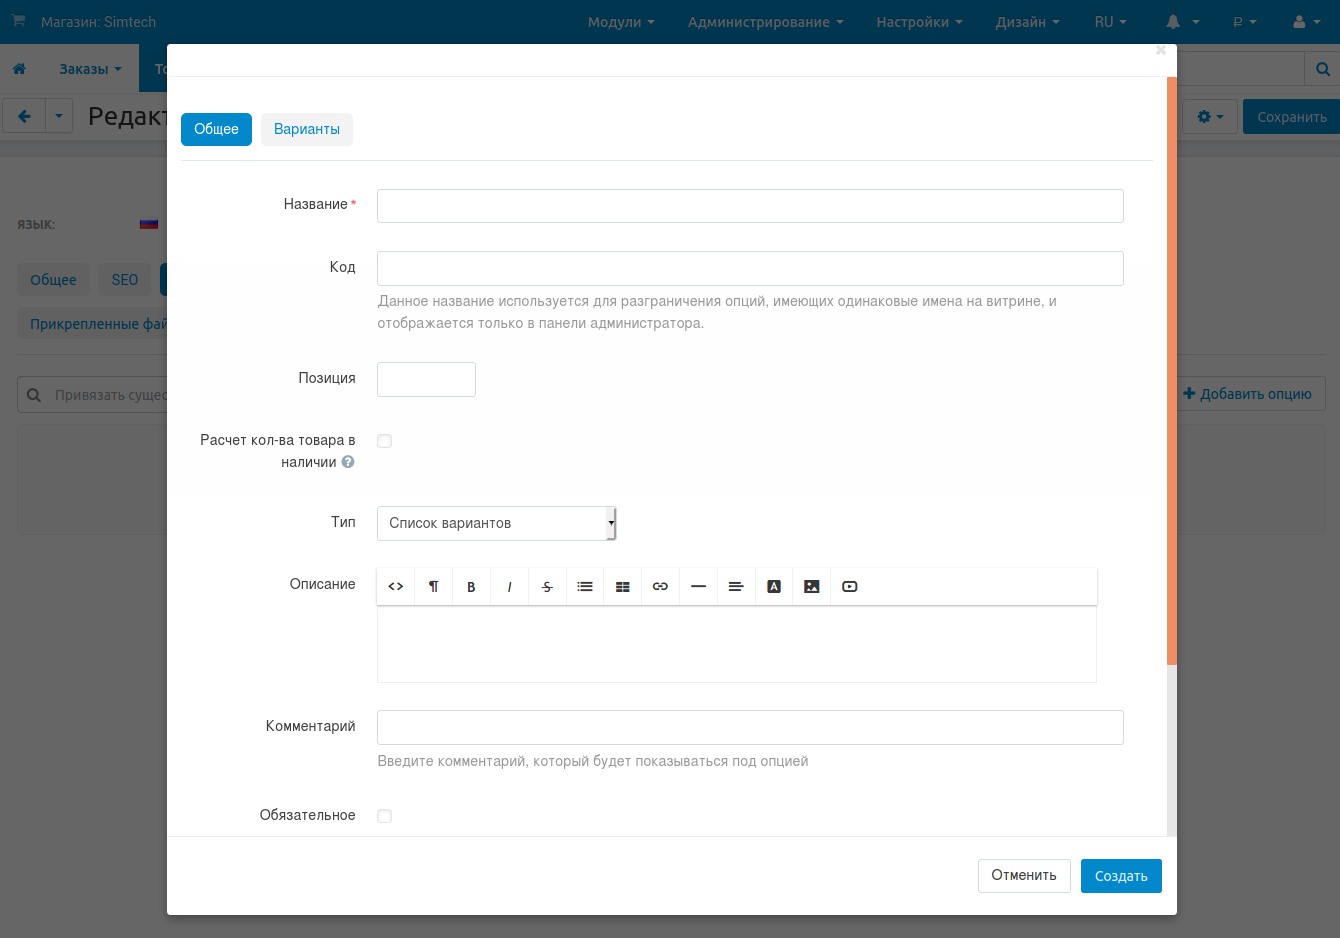 Магазин: Simtech
Модули
Администрирование
Настройки
Дизайн
RU
₽
Заказы
Сохранить
Общее
Варианты
Название *
ЯЗЫК:
Код
Данное название используется для разграничения опций, имеющих одинаковые имена на витрине, и
отображается только в панели администратора.
Общее
SEO
Прикрепленные фай
Позиция
Привязать сущес
Добавить опцию
Расчет кол-ва товара в
наличии ?
Тип
Список вариантов
Описание
<> ¶ B I S A
Комментарий
Введите комментарий, который будет показываться под опцией
Обязательное
Отменить
Создать